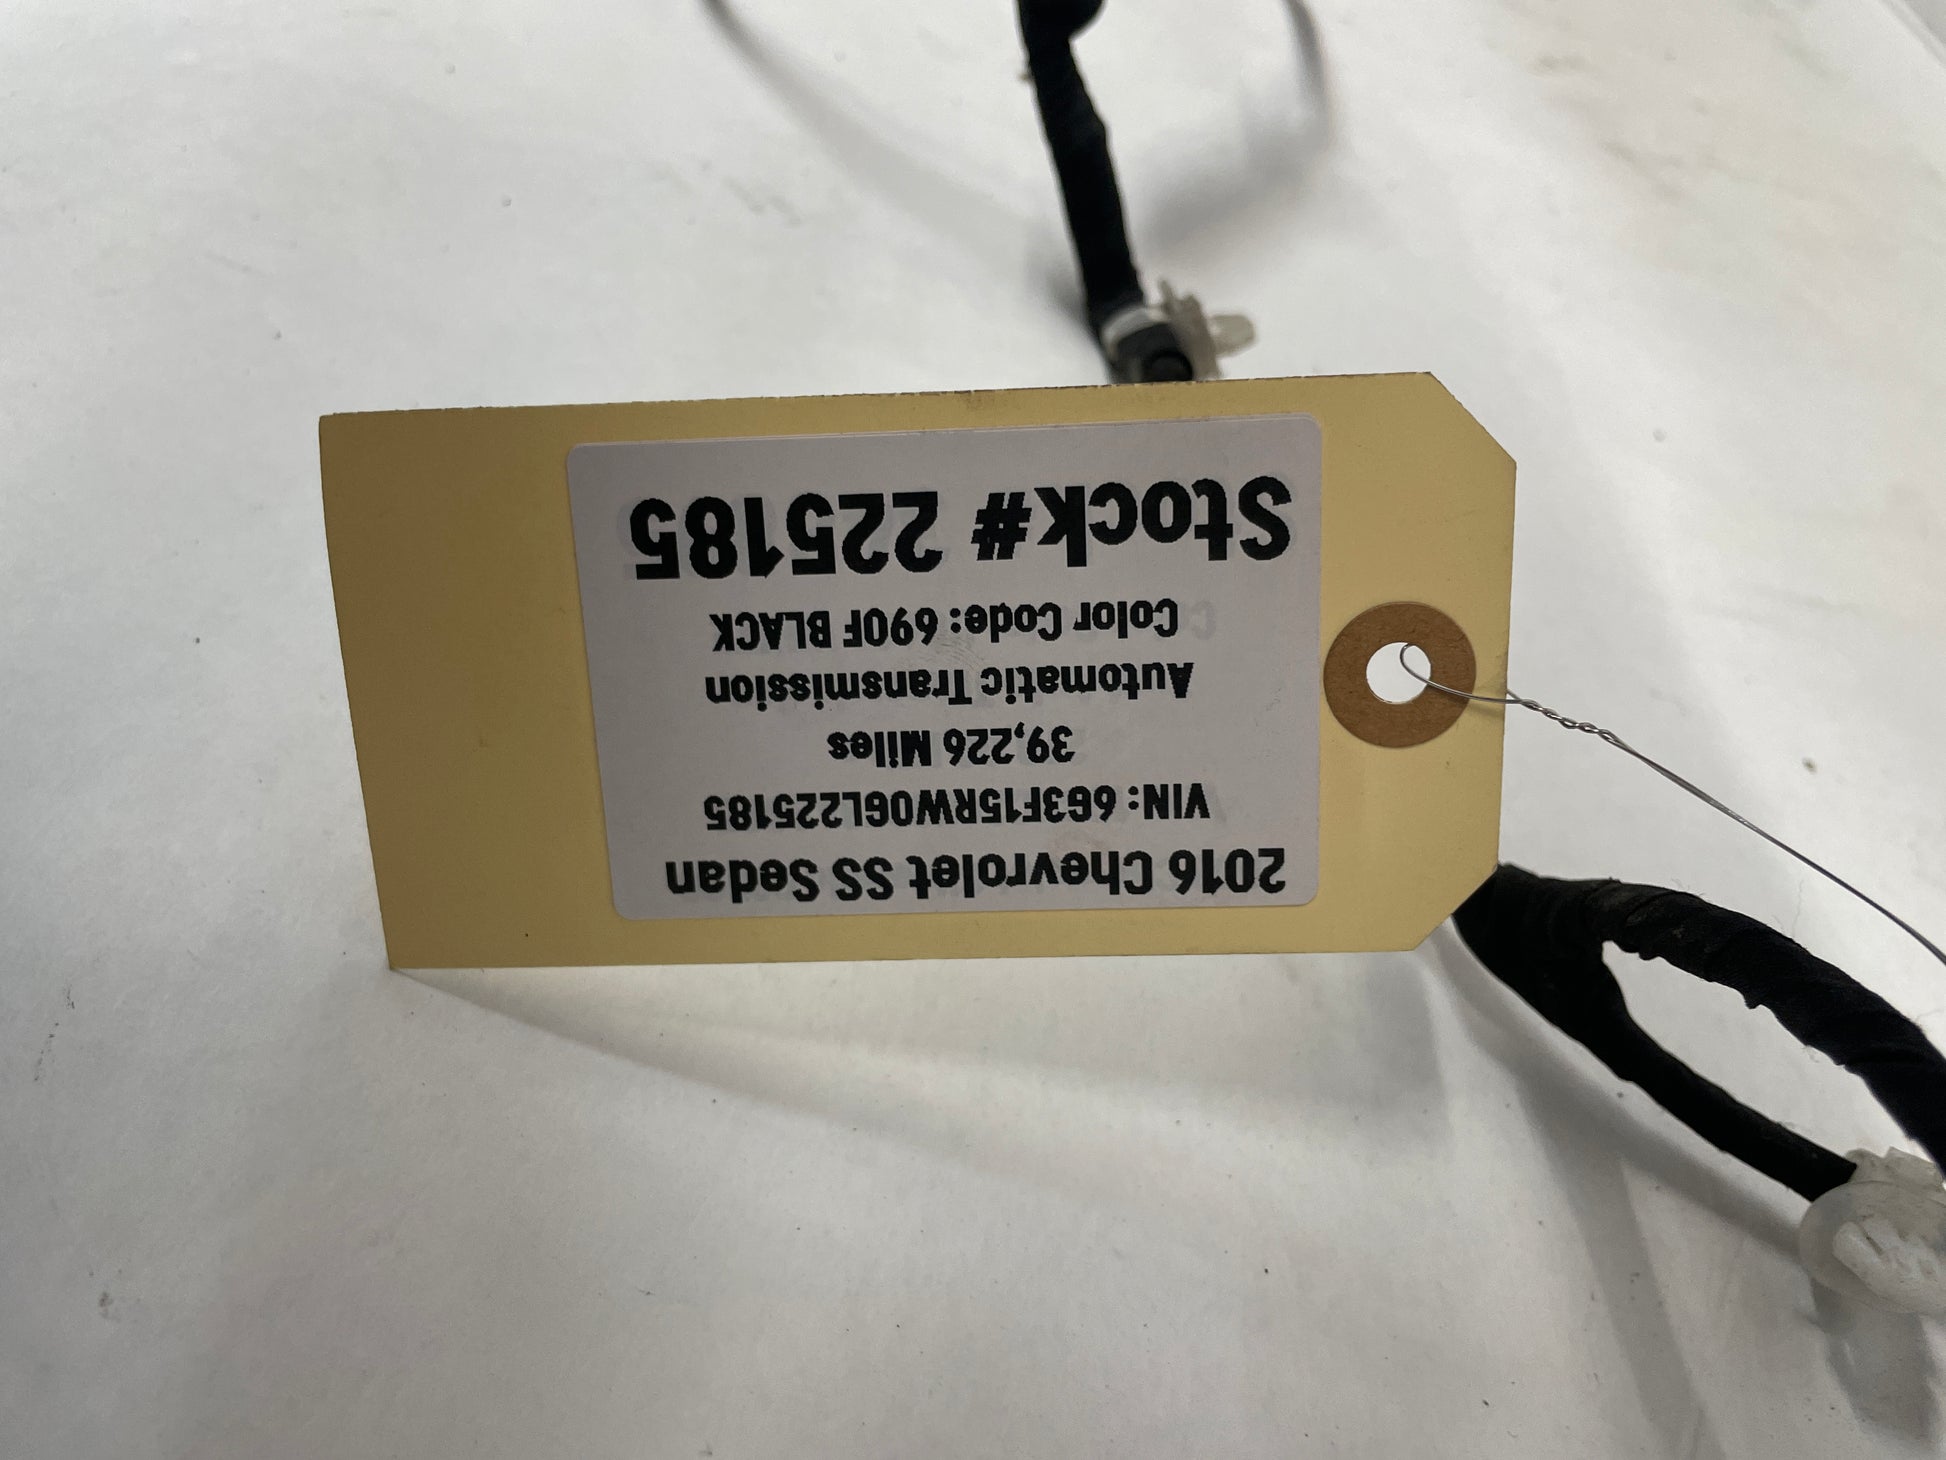 2016 Chevrolet SS Sedan
VIN: 6G3F15RW0GL225185
39,226 Miles
Automatic Transmission
Color Code: 690F BLACK
Stock# 225185